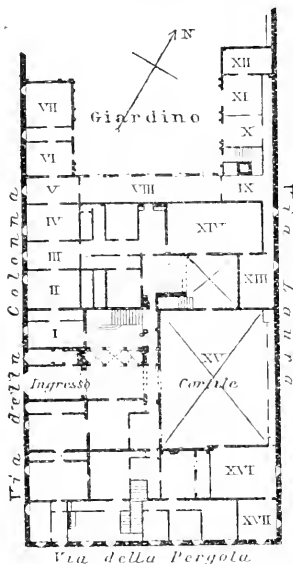 N
XII
VII
XI
Giardino
X
VI
V
VIII
IX
IV
XIV
III
XIII
II
I
XV
Ingresso
Cortile
XVI
XVII
Via della Colonna
Via Laura
Via della Pergola